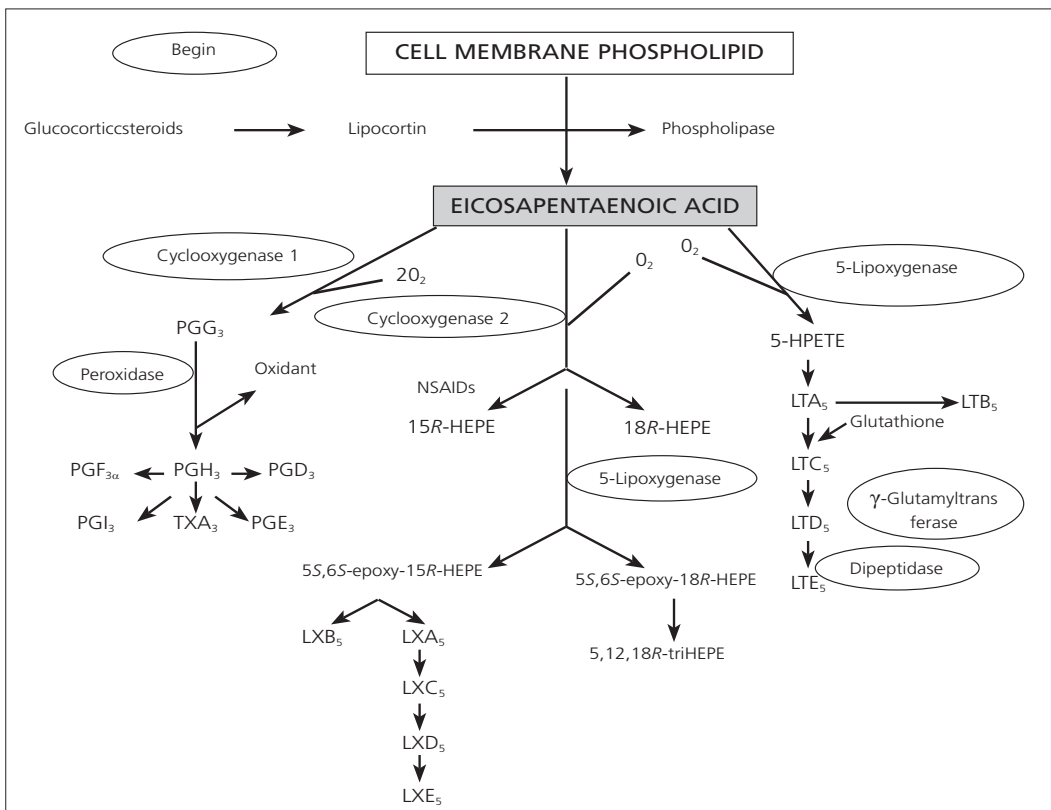 Begin
CELL MEMBRANE PHOSPHOLIPID
Glucocorticcsteroids
Lipocortin
Phospholipase
EICOSAPENTAENOIC ACID
Cyclooxygenase 1
2O₂
O₂
O₂
5-Lipoxygenase
Cyclooxygenase 2
PGG₃
5-HPETE
Peroxidase
Oxidant
NSAIDs
15R-HEPE
18R-HEPE
LTA₅
LTB₅
Glutathione
LTC₅
PGF₃α
PGH₃
PGD₃
5-Lipoxygenase
γ-Glutamyltrans
ferase
PGI₃
TXA₃
PGE₃
LTD₅
5S,6S-epoxy-15R-HEPE
5S,6S-epoxy-18R-HEPE
Dipeptidase
LTE₅
LXB₅
LXA₅
5,12,18R-triHEPE
LXC₅
LXD₅
LXE₅